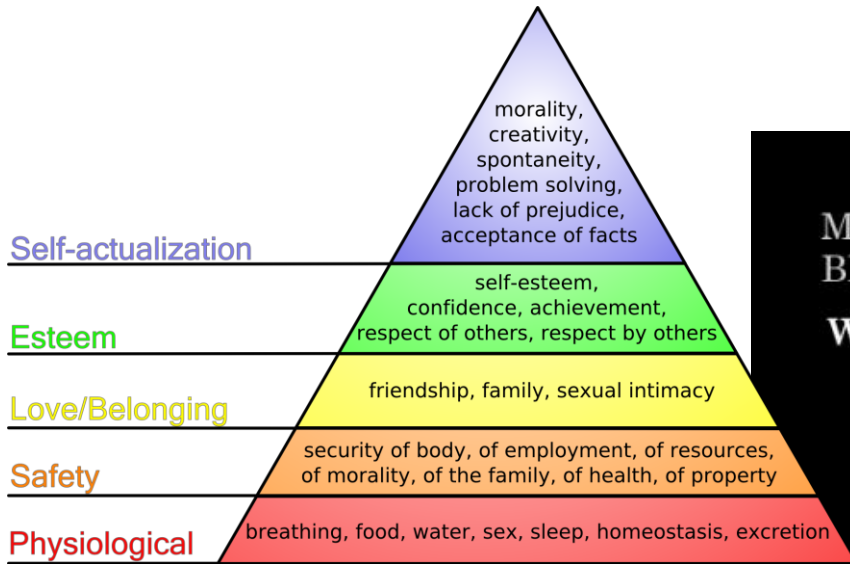 morality,
creativity,
spontaneity,
problem solving,
lack of prejudice,
acceptance of facts
Self-actualization
self-esteem,
confidence, achievement,
respect of others, respect by others
Esteem
friendship, family, sexual intimacy
Love/Belonging
security of body, of employment, of resources,
of morality, of the family, of health, of property
Safety
breathing, food, water, sex, sleep, homeostasis, excretion
Physiological